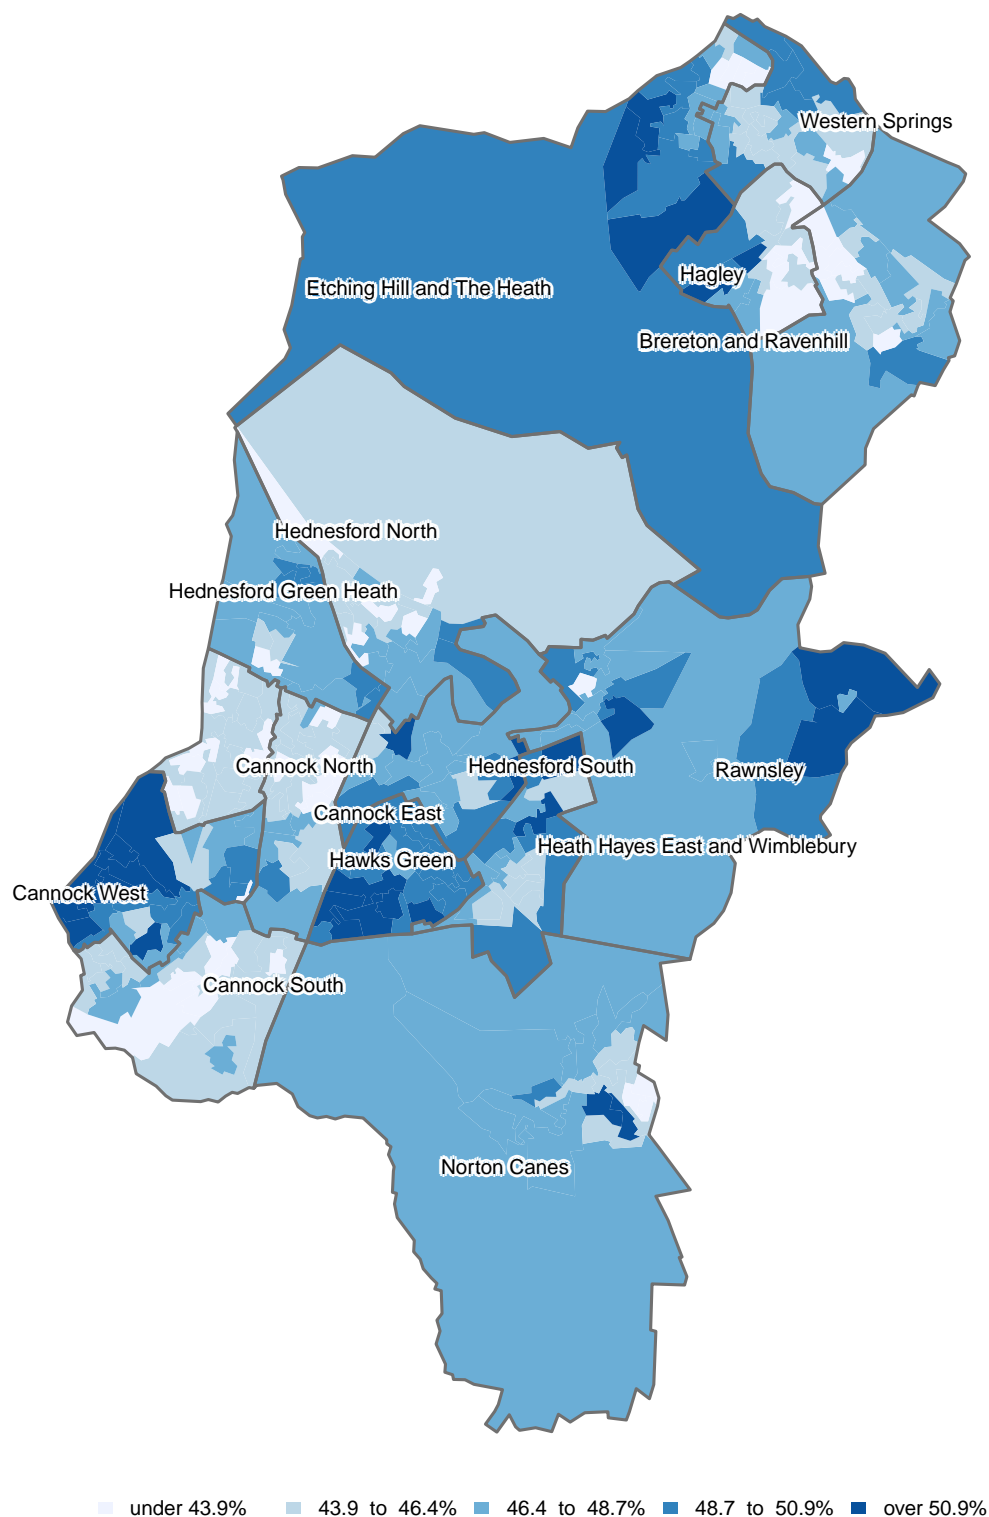 Western Springs
Hagley
Etching Hill and The Heath
Brereton and Ravenhill
Hednesford North
Hednesford Green Heath
Cannock North
Hednesford South
Rawnsley
Cannock East
Heath Hayes East and Wimblebury
Hawks Green
Cannock West
Cannock South
Norton Canes
under 43.9% 43.9 to 46.4% 46.4 to 48.7% 48.7 to 50.9% over 50.9%